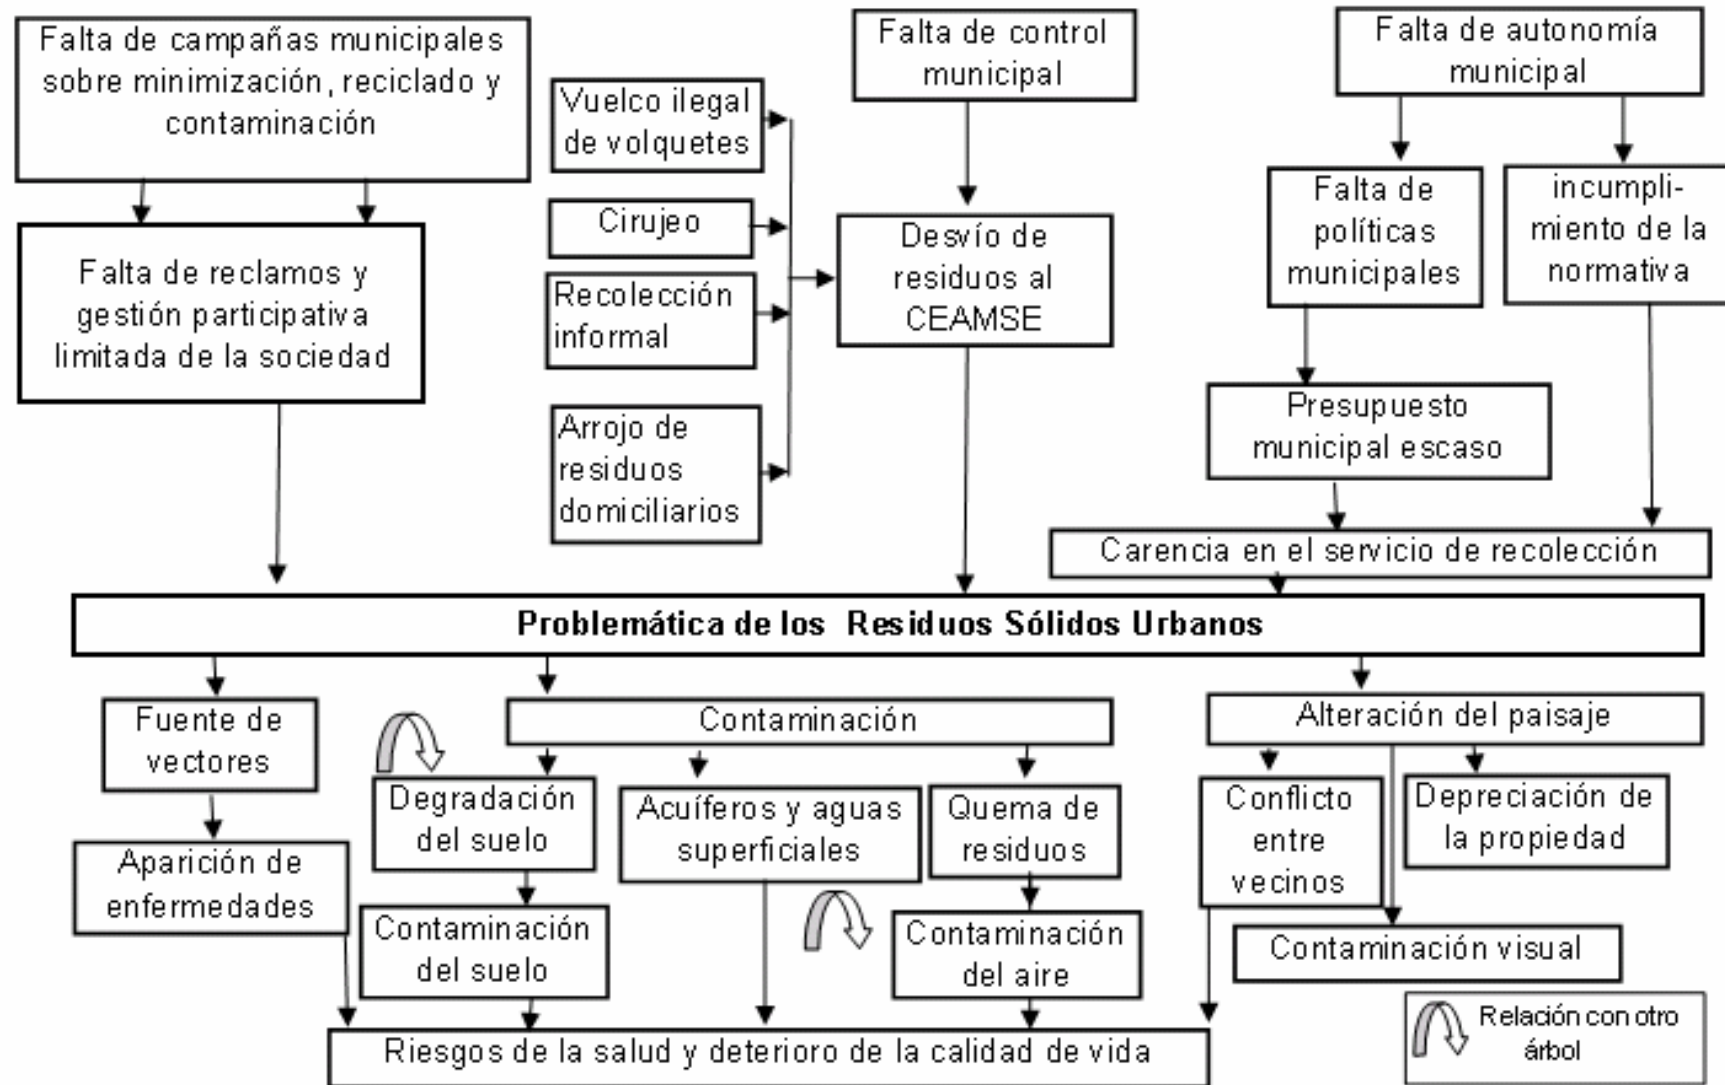 Falta de campañas municipales
sobre minimización, reciclado y
contaminación
Falta de control
municipal
Falta de autonomía
municipal
Vuelco ilegal
de volquetes
Cirujeo
Recolección
informal
Arrojo de
residuos
domiciliarios
Falta de reclamos y
gestión participativa
limitada de la sociedad
Desvío de
residuos al
CEAMSE
Falta de
políticas
municipales
incumpli-
miento de la
normativa
Presupuesto
municipal escaso
Carencia en el servicio de recolección
Problemática de los Residuos Sólidos Urbanos
Fuente de
vectores
Contaminación
Alteración del paisaje
Aparición de
enfermedades
Degradación
del suelo
Acuíferos y aguas
superficiales
Quema de
residuos
Conflicto
entre
vecinos
Depreciación de
la propiedad
Contaminación
del suelo
Contaminación
del aire
Contaminación visual
Riesgos de la salud y deterioro de la calidad de vida
Relación con otro
árbol